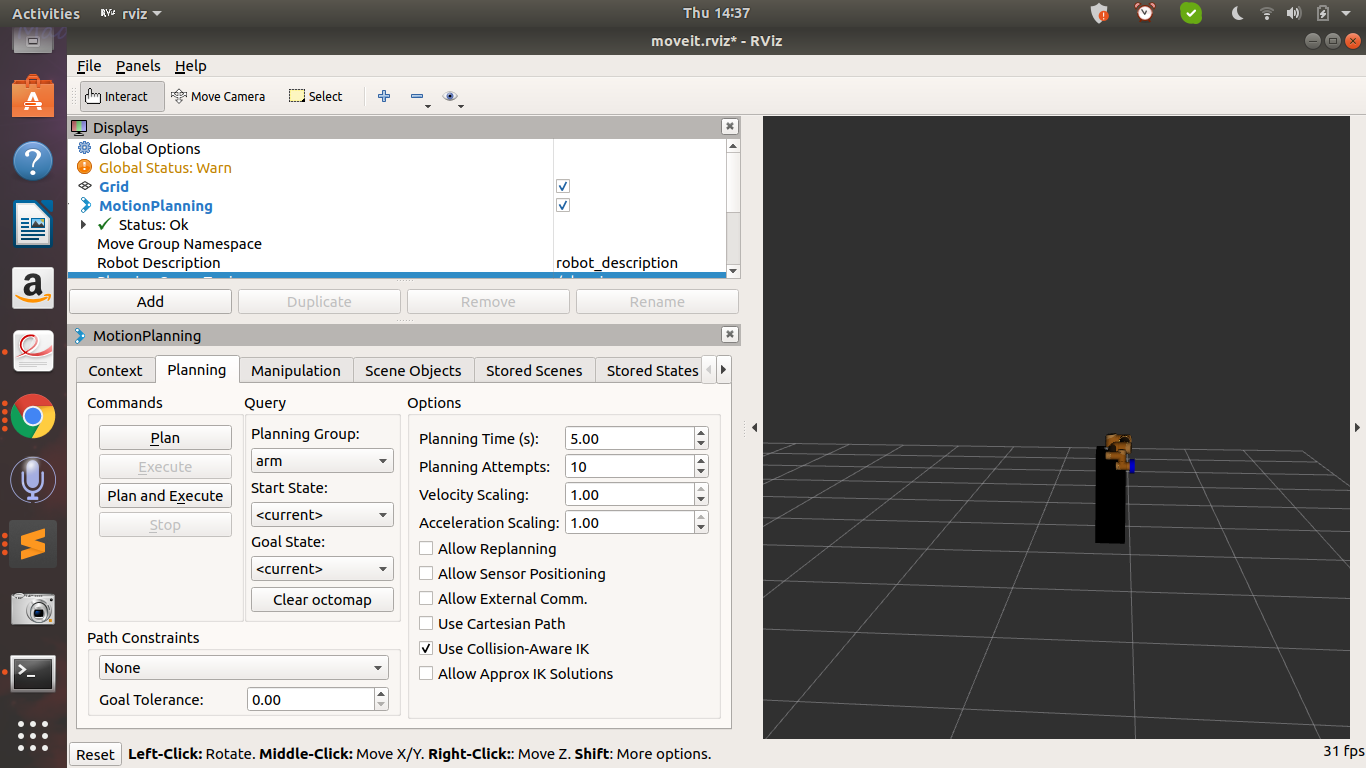 Activities RViz rviz Thu 14:37
moveit.rviz* - RViz
File Panels Help
Interact Move Camera Select
Displays
Global Options
Global Status: Warn
Grid
MotionPlanning
Status: Ok
Move Group Namespace
Robot Description robot_description
Add Duplicate Remove Rename
MotionPlanning
Context Planning Manipulation Scene Objects Stored Scenes Stored States
Commands Query Options
Plan
Execute
Plan and Execute
Stop
Planning Group:
arm
Start State:
<current>
Goal State:
<current>
Clear octomap
Planning Time (s): 5.00
Planning Attempts: 10
Velocity Scaling: 1.00
Acceleration Scaling: 1.00
Allow Replanning
Allow Sensor Positioning
Allow External Comm.
Use Cartesian Path
Use Collision-Aware IK
Allow Approx IK Solutions
Path Constraints
None
Goal Tolerance: 0.00
Reset Left-Click: Rotate. Middle-Click: Move X/Y. Right-Click:: Move Z. Shift: More options. 31 fps